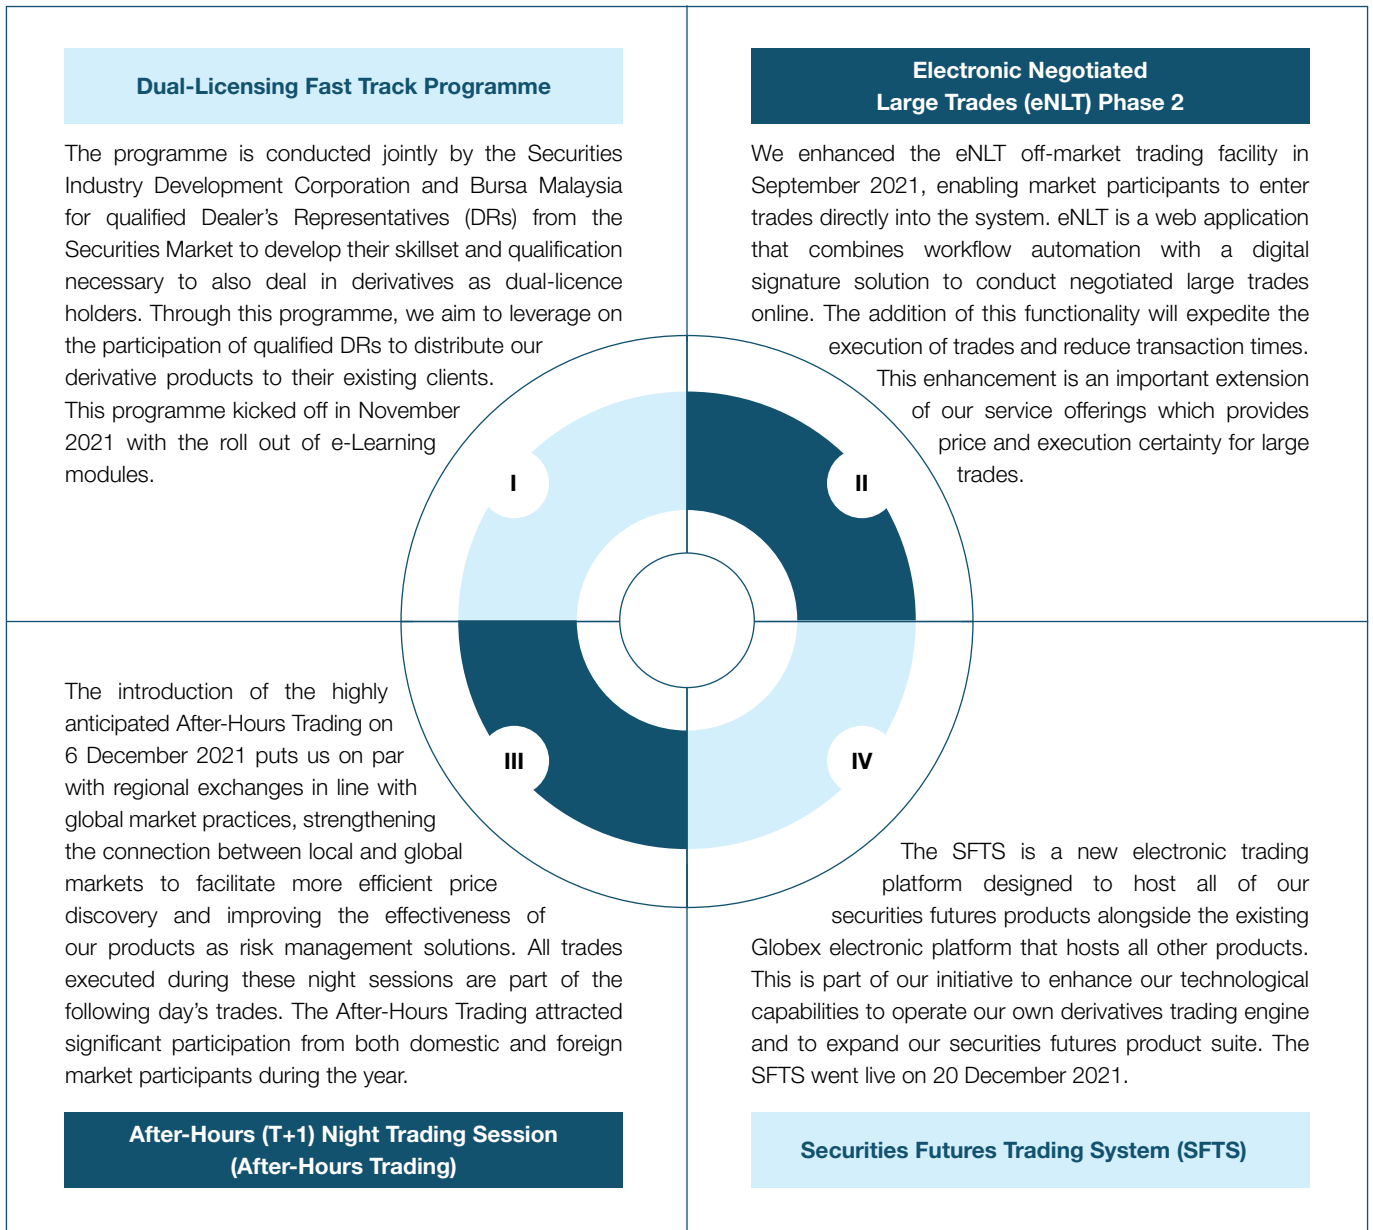 Dual-Licensing Fast Track Programme
The programme is conducted jointly by the Securities
Industry Development Corporation and Bursa Malaysia
for qualified Dealer's Representatives (DRs) from the
Securities Market to develop their skillset and qualification
necessary to also deal in derivatives as dual-licence
holders. Through this programme, we aim to leverage on
the participation of qualified DRs to distribute our
derivative products to their existing clients.
This programme kicked off in November
2021 with the roll out of e-Learning
modules.
I
Electronic Negotiated
Large Trades (eNLT) Phase 2
We enhanced the eNLT off-market trading facility in
September 2021, enabling market participants to enter
trades directly into the system. eNLT is a web application
that combines workflow automation with a digital
signature solution to conduct negotiated large trades
online. The addition of this functionality will expedite the
execution of trades and reduce transaction times.
This enhancement is an important extension
of our service offerings which provides
price and execution certainty for large
trades.
II
The introduction of the highly
anticipated After-Hours Trading on
6 December 2021 puts us on par
with regional exchanges in line with
global market practices, strengthening
the connection between local and global
markets to facilitate more efficient price
discovery and improving the effectiveness of
our products as risk management solutions. All trades
executed during these night sessions are part of the
following day's trades. The After-Hours Trading attracted
significant participation from both domestic and foreign
market participants during the year.
III
After-Hours (T+1) Night Trading Session
(After-Hours Trading)
IV
The SFTS is a new electronic trading
platform designed to host all of our
securities futures products alongside the existing
Globex electronic platform that hosts all other products.
This is part of our initiative to enhance our technological
capabilities to operate our own derivatives trading engine
and to expand our securities futures product suite. The
SFTS went live on 20 December 2021.
Securities Futures Trading System (SFTS)